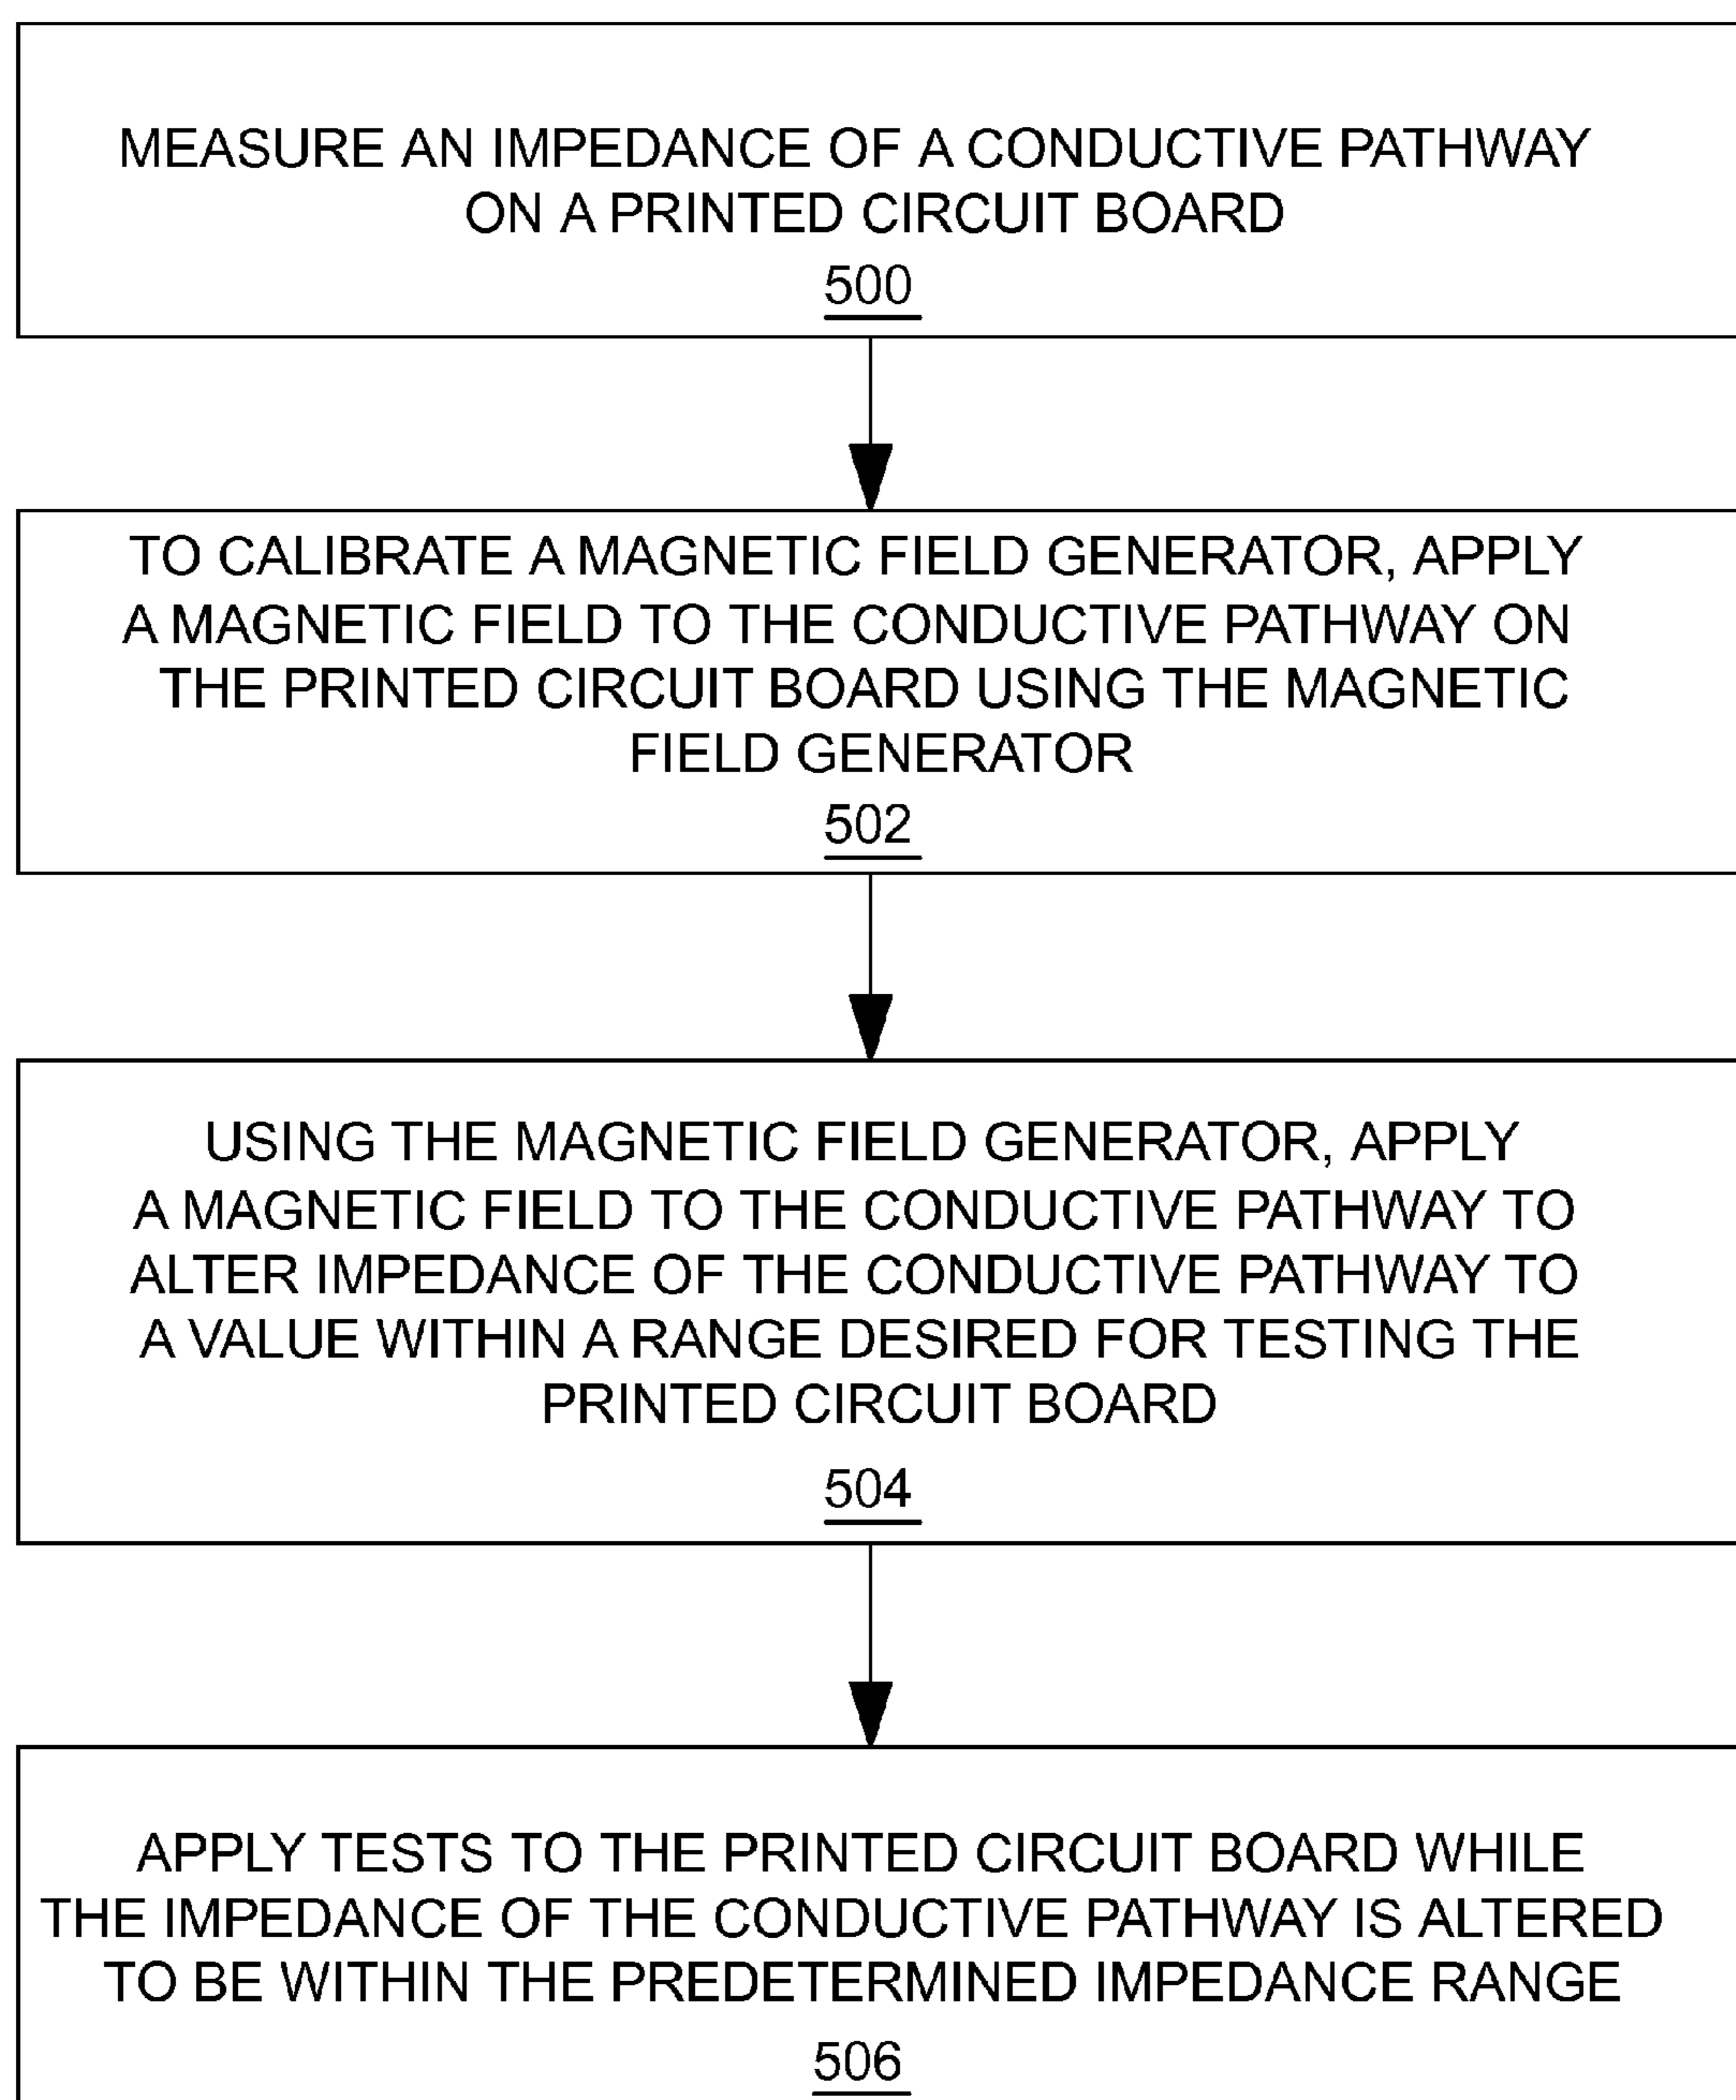 MEASURE AN IMPEDANCE OF A CONDUCTIVE PATHWAY
ON A PRINTED CIRCUIT BOARD
500
TO CALIBRATE A MAGNETIC FIELD GENERATOR, APPLY
A MAGNETIC FIELD TO THE CONDUCTIVE PATHWAY ON
THE PRINTED CIRCUIT BOARD USING THE MAGNETIC
FIELD GENERATOR
502
USING THE MAGNETIC FIELD GENERATOR, APPLY
A MAGNETIC FIELD TO THE CONDUCTIVE PATHWAY TO
ALTER IMPEDANCE OF THE CONDUCTIVE PATHWAY TO
A VALUE WITHIN A RANGE DESIRED FOR TESTING THE
PRINTED CIRCUIT BOARD
504
APPLY TESTS TO THE PRINTED CIRCUIT BOARD WHILE
THE IMPEDANCE OF THE CONDUCTIVE PATHWAY IS ALTERED
TO BE WITHIN THE PREDETERMINED IMPEDANCE RANGE
506